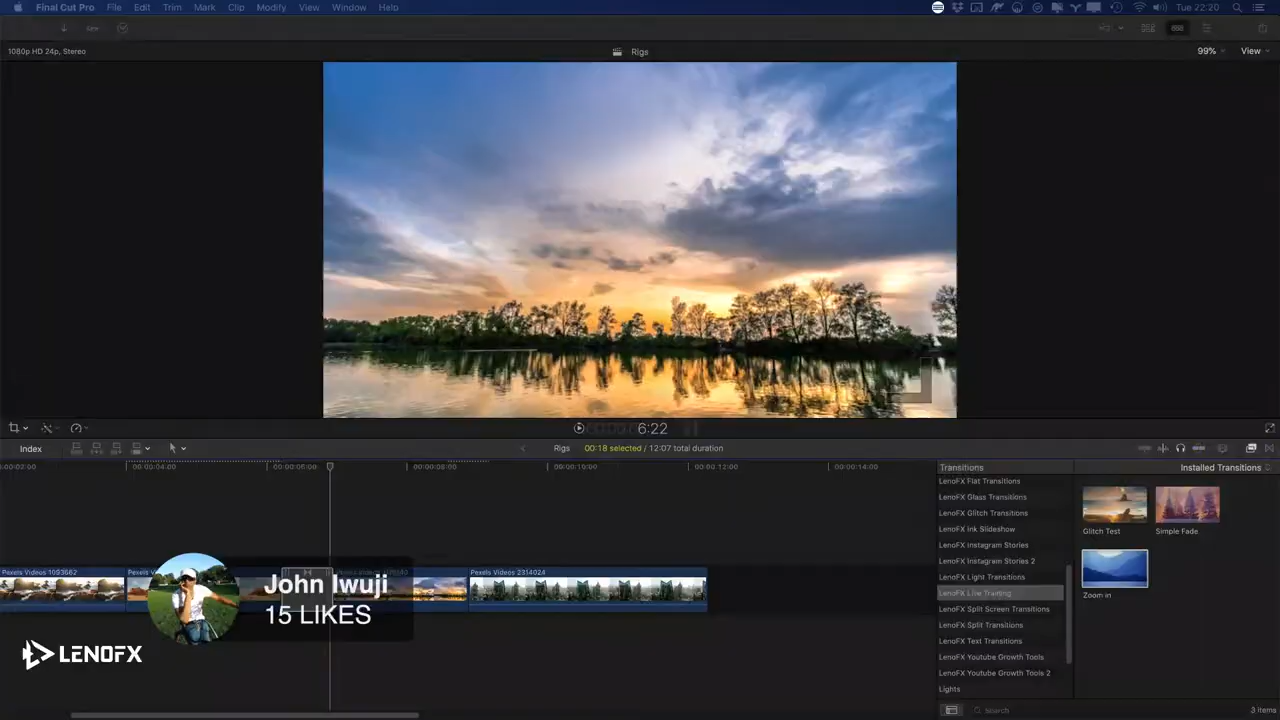 Final Cut Pro File Edit Trim Mark Clip Modify View Window Help
Tue 22:20
1080p HD 24p, Stereo
Rigs
99%
View
6:22
Index
Rigs
00:18 selected / 12:07 total duration
00:00:04:00
00:00:06:00
00:00:08:00
00:00:10:00
00:00:12:00
00:00:14:00
Transitions
Installed Transitions
LenoFX Flat Transitions
LenoFX Glass Transitions
LenoFX Glitch Transitions
LenoFX Ink Slideshow
LenoFX Instagram Stories
LenoFX Instagram Stories 2
LenoFX Light Transitions
LenoFX Live Training
LenoFX Split Screen Transitions
LenoFX Split Transitions
LenoFX Text Transitions
LenoFX Youtube Growth Tools
LenoFX Youtube Growth Tools 2
Lights
Glitch Test
Simple Fade
Zoom in
Pexels Videos 1093662
Pexels Videos 2314024
John Iwuji
15 LIKES
LENOFX
Search
3 items